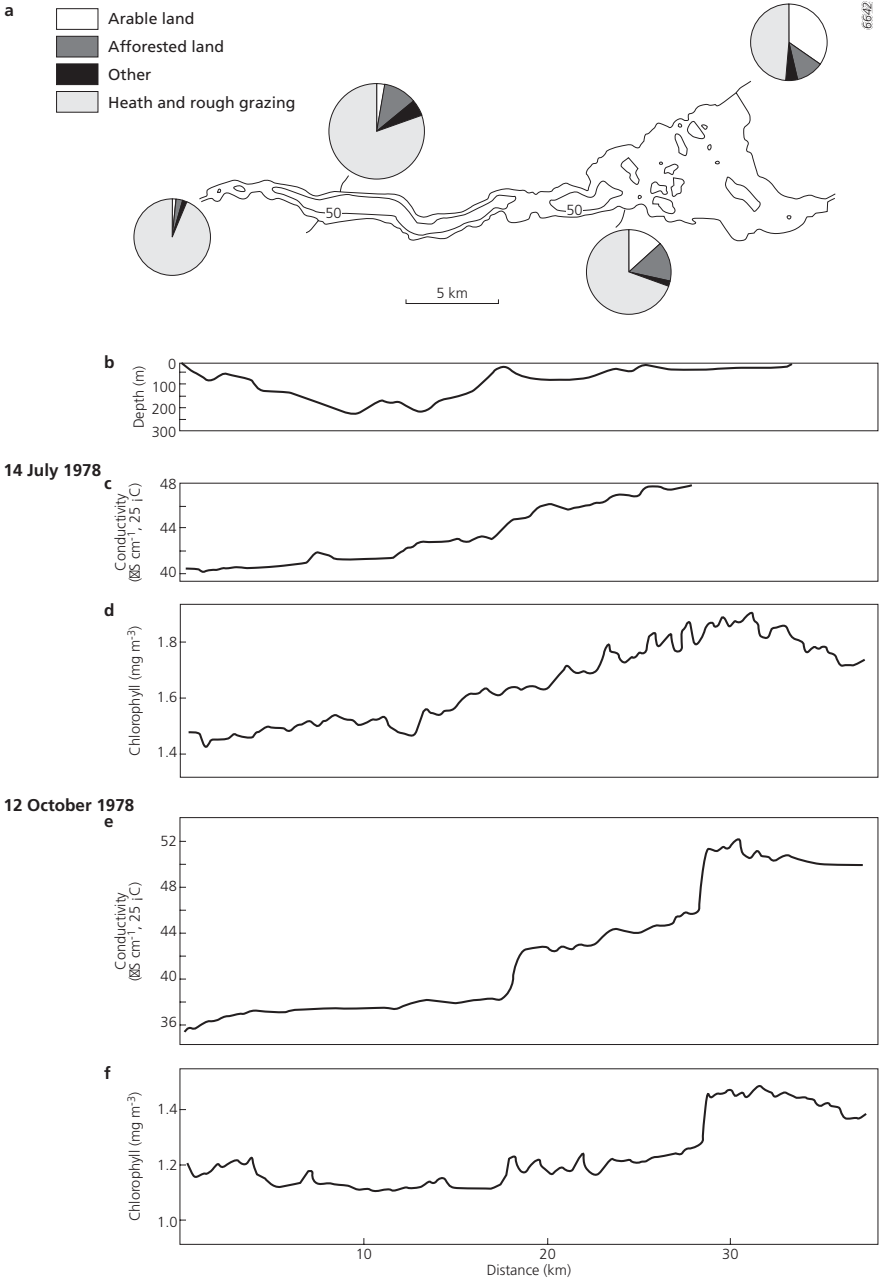 a
Arable land
Afforested land
Other
Heath and rough grazing
6642
50
50
5 km
b
Depth (m)
0
100
200
300
14 July 1978
c
Conductivity
(S cm-1, 25 ¡C)
48
44
40
d
Chlorophyll (mg m-3)
1.8
1.6
1.4
12 October 1978
e
Conductivity
(S cm-1, 25 ¡C)
52
48
44
40
36
f
Chlorophyll (mg m-3)
1.4
1.2
1.0
10
20
30
Distance (km)